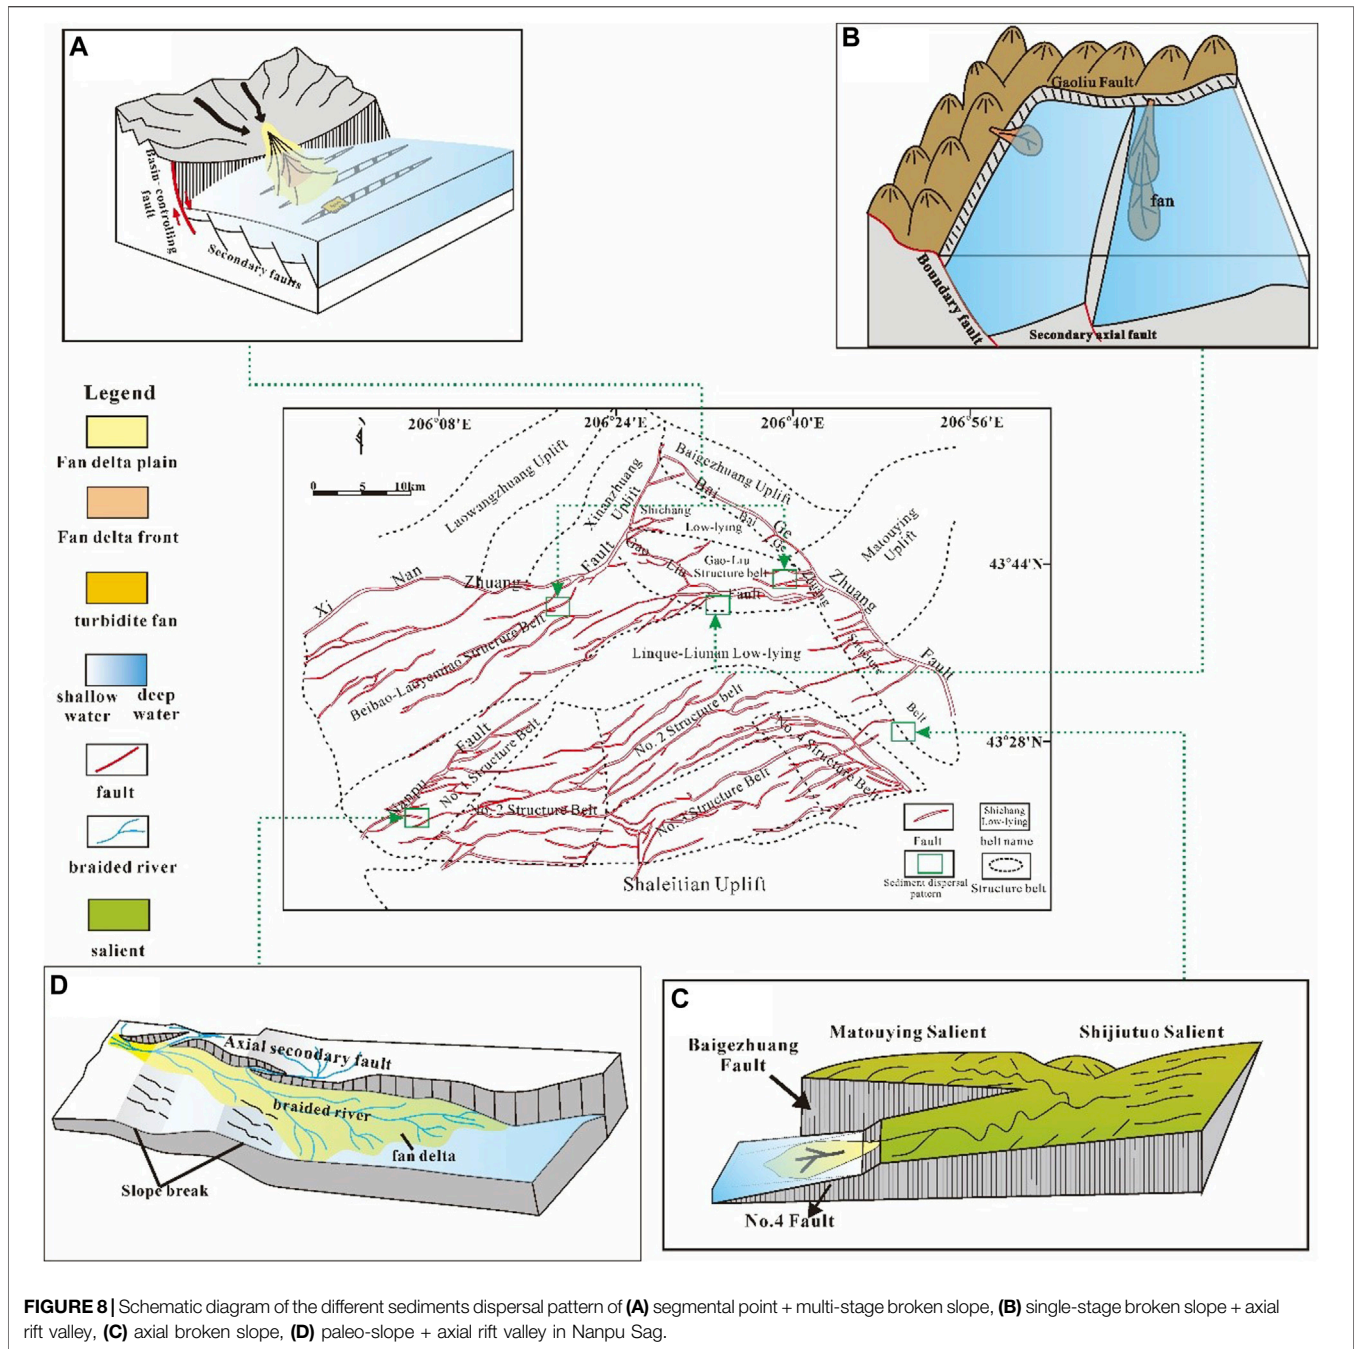 A
Basin-controlling
fault
Secondary faults
B
Gaoliu Fault
fan
Boundary fault
Secondary axial fault
Legend
Fan delta plain
Fan delta front
turbidite fan
shallow water
deep water
fault
braided river
salient
206°08'E
206°24'E
206°40'E
206°56'E
43°44'N
43°28'N
0 5 10km
Laowangzhuang Uplift
Xinanzhuang
Uplift
Baigezhuang Uplift
Matouying
Uplift
Xi Nan Zhuang Fault
Bai Ge Zhuang Fault
Shichang
Low-lying
Gao Liu Fault
Gao-Liu
Structure belt
Bai Ge Zhuang Structure Belt
Beibao-Laoyemiao Structure Belt
Linque-Liunan Low-lying
Nanpu Fault
No. 1 Structure Belt
No. 2 Structure belt
No. 2 Structure Belt
No. 3 Structure Belt
No. 4 Structure Belt
Shaleitian Uplift
Fault
Shichang
Low-lying
belt name
Sediment dispersal
pattern
Structure belt
D
Axial secondary fault
braided river
fan delta
Slope break
C
Matouying Salient
Shijiutuo Salient
Baigezhuang
Fault
No.4 Fault
FIGURE 8 | Schematic diagram of the different sediments dispersal pattern of (A) segmental point + multi-stage broken slope, (B) single-stage broken slope + axial
rift valley, (C) axial broken slope, (D) paleo-slope + axial rift valley in Nanpu Sag.